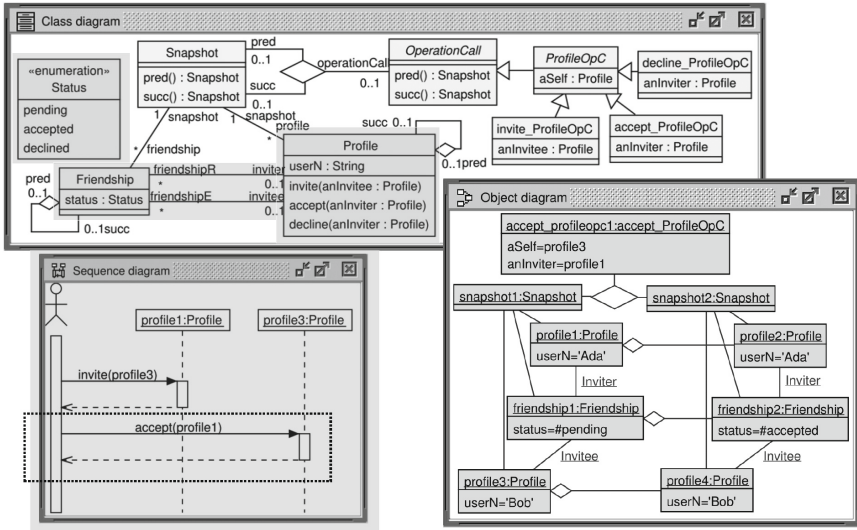 Class diagram
«enumeration»
Status
pending
accepted
declined
Snapshot
pred() : Snapshot
succ() : Snapshot
pred
0..1
succ
0..1
operationCall
0..1
OperationCall
pred() : Snapshot
succ() : Snapshot
ProfileOpC
aSelf : Profile
decline_ProfileOpC
anInviter : Profile
invite_ProfileOpC
anInvitee : Profile
accept_ProfileOpC
anInviter : Profile
1
snapshot
1
snapshot
* friendship
profile
*
succ 0..1
0..1pred
Profile
userN : String
invite(anInvitee : Profile)
accept(anInviter : Profile)
decline(anInviter : Profile)
pred
0..1
0..1succ
Friendship
status : Status
friendshipR
*
inviter
0..1
friendshipE
*
invitee
0..1
Sequence diagram
profile1:Profile
profile3:Profile
invite(profile3)
accept(profile1)
Object diagram
accept_profileopc1:accept_ProfileOpC
aSelf=profile3
anInviter=profile1
snapshot1:Snapshot
snapshot2:Snapshot
profile1:Profile
userN='Ada'
profile2:Profile
userN='Ada'
Inviter
Inviter
friendship1:Friendship
status=#pending
friendship2:Friendship
status=#accepted
Invitee
Invitee
profile3:Profile
userN='Bob'
profile4:Profile
userN='Bob'